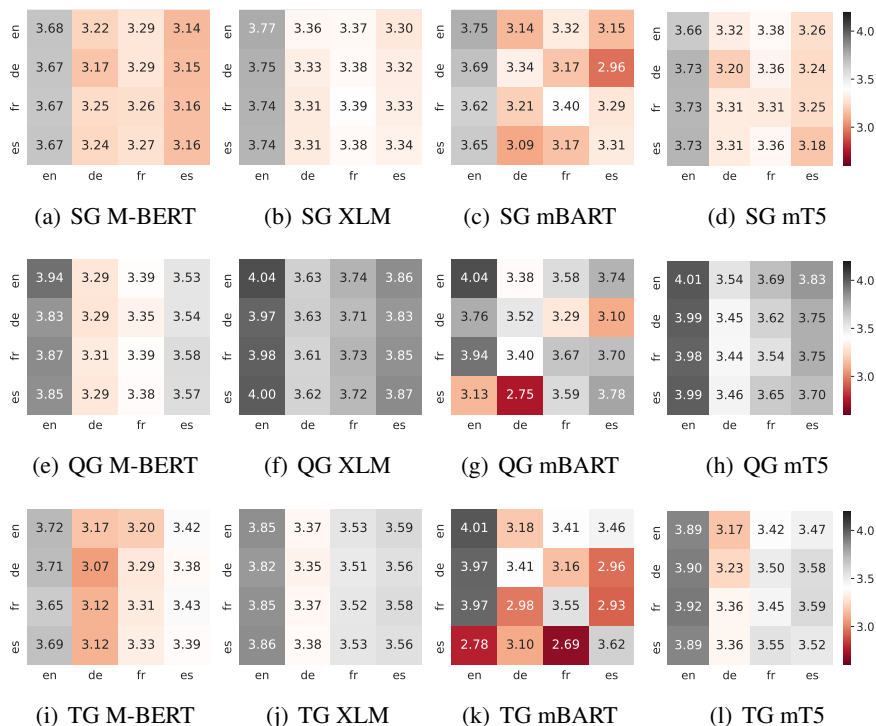 en 3.68 3.22 3.29 3.14
de 3.67 3.17 3.29 3.15
fr 3.67 3.25 3.26 3.16
es 3.67 3.24 3.27 3.16
en de fr es
(a) SG M-BERT
en 3.77 3.36 3.37 3.30
de 3.75 3.33 3.38 3.32
fr 3.74 3.31 3.39 3.33
es 3.74 3.31 3.38 3.34
en de fr es
(b) SG XLM
en 3.75 3.14 3.32 3.15
de 3.69 3.34 3.17 2.96
fr 3.62 3.21 3.40 3.29
es 3.65 3.09 3.17 3.31
en de fr es
(c) SG mBART
en 3.66 3.32 3.38 3.26
de 3.73 3.20 3.36 3.24
fr 3.73 3.31 3.31 3.25
es 3.73 3.31 3.36 3.18
en de fr es
4.0
3.5
3.0
(d) SG mT5
en 3.94 3.29 3.39 3.53
de 3.83 3.29 3.35 3.54
fr 3.87 3.31 3.39 3.58
es 3.85 3.29 3.38 3.57
en de fr es
(e) QG M-BERT
en 4.04 3.63 3.74 3.86
de 3.97 3.63 3.71 3.83
fr 3.98 3.61 3.73 3.85
es 4.00 3.62 3.72 3.87
en de fr es
(f) QG XLM
en 4.04 3.38 3.58 3.74
de 3.76 3.52 3.29 3.10
fr 3.94 3.40 3.67 3.70
es 3.13 2.75 3.59 3.78
en de fr es
(g) QG mBART
en 4.01 3.54 3.69 3.83
de 3.99 3.45 3.62 3.75
fr 3.98 3.44 3.54 3.75
es 3.99 3.46 3.65 3.70
en de fr es
4.0
3.5
3.0
(h) QG mT5
en 3.72 3.17 3.20 3.42
de 3.71 3.07 3.29 3.38
fr 3.65 3.12 3.31 3.43
es 3.69 3.12 3.33 3.39
en de fr es
(i) TG M-BERT
en 3.85 3.37 3.53 3.59
de 3.82 3.35 3.51 3.56
fr 3.85 3.37 3.52 3.58
es 3.86 3.38 3.53 3.56
en de fr es
(j) TG XLM
en 4.01 3.18 3.41 3.46
de 3.97 3.41 3.16 2.96
fr 3.97 2.98 3.55 2.93
es 2.78 3.10 2.69 3.62
en de fr es
(k) TG mBART
en 3.89 3.17 3.42 3.47
de 3.90 3.23 3.50 3.58
fr 3.92 3.36 3.45 3.59
es 3.89 3.36 3.55 3.52
en de fr es
4.0
3.5
3.0
(l) TG mT5